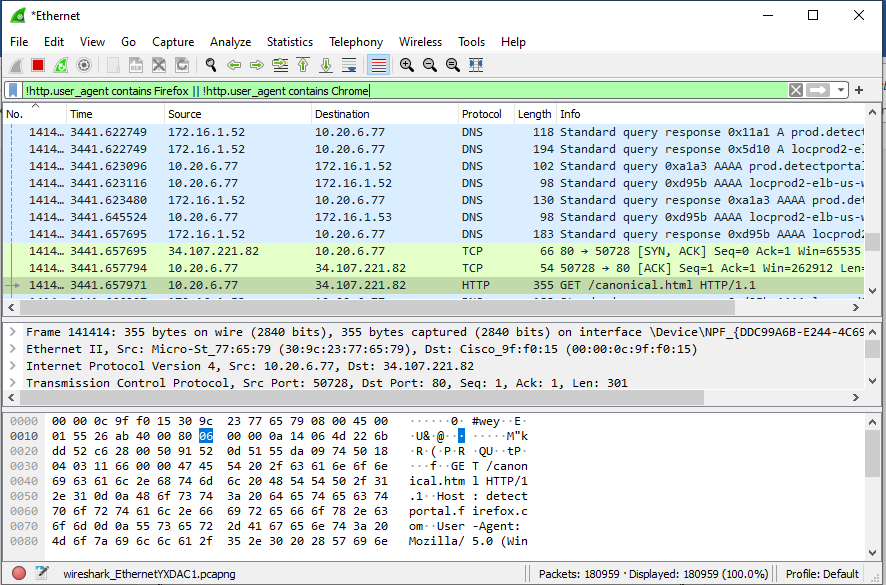 *Ethernet
File Edit View Go Capture Analyze Statistics Telephony Wireless Tools Help
!http.user_agent contains Firefox || !http.user_agent contains Chrome
No. Time Source Destination Protocol Length Info
1414… 3441.622749 172.16.1.52 10.20.6.77 DNS 118 Standard query response 0x11a1 A prod.detect
1414… 3441.622749 172.16.1.52 10.20.6.77 DNS 194 Standard query response 0x5d10 A locprod2-el
1414… 3441.623096 10.20.6.77 172.16.1.52 DNS 102 Standard query 0xa1a3 AAAA prod.detectportal
1414… 3441.623116 10.20.6.77 172.16.1.52 DNS 98 Standard query 0xd95b AAAA locprod2-elb-us-w
1414… 3441.623480 172.16.1.52 10.20.6.77 DNS 130 Standard query response 0xa1a3 AAAA prod.det
1414… 3441.645524 10.20.6.77 172.16.1.53 DNS 98 Standard query 0xd95b AAAA locprod2-elb-us-w
1414… 3441.657695 172.16.1.52 10.20.6.77 DNS 183 Standard query response 0xd95b AAAA locprod2
1414… 3441.657695 34.107.221.82 10.20.6.77 TCP 66 80 → 50728 [SYN, ACK] Seq=0 Ack=1 Win=65535
1414… 3441.657794 10.20.6.77 34.107.221.82 TCP 54 50728 → 80 [ACK] Seq=1 Ack=1 Win=262912 Len=
1414… 3441.657971 10.20.6.77 34.107.221.82 HTTP 355 GET /canonical.html HTTP/1.1
Frame 141414: 355 bytes on wire (2840 bits), 355 bytes captured (2840 bits) on interface \Device\NPF_{DDC99A6B-E244-4C69
Ethernet II, Src: Micro-St_77:65:79 (30:9c:23:77:65:79), Dst: Cisco_9f:f0:15 (00:00:0c:9f:f0:15)
Internet Protocol Version 4, Src: 10.20.6.77, Dst: 34.107.221.82
Transmission Control Protocol, Src Port: 50728, Dst Port: 80, Seq: 1, Ack: 1, Len: 301
0000 00 00 0c 9f f0 15 30 9c 23 77 65 79 08 00 45 00 ······0· #wey··E·
0010 01 55 26 ab 40 00 80 06 00 00 0a 14 06 4d 22 6b ·U&·@··· ·····M"k
0020 dd 52 c6 28 00 50 91 52 0d 51 55 da 09 74 50 18 ·R·(·P·R ·QU··tP·
0030 04 03 11 66 00 00 47 45 54 20 2f 63 61 6e 6f 6e ···f··GE T /canon
0040 69 63 61 6c 2e 68 74 6d 6c 20 48 54 54 50 2f 31 ical.htm l HTTP/1
0050 2e 31 0d 0a 48 6f 73 74 3a 20 64 65 74 65 63 74 .1··Host : detect
0060 70 6f 72 74 61 6c 2e 66 69 72 65 66 6f 78 2e 63 portal.f irefox.c
0070 6f 6d 0d 0a 55 73 65 72 2d 41 67 65 6e 74 3a 20 om··User -Agent:
0080 4d 6f 7a 69 6c 6c 61 2f 35 2e 30 20 28 57 69 6e Mozilla/ 5.0 (Win
wireshark_EthernetYXDAC1.pcapng Packets: 180959 · Displayed: 180959 (100.0%) Profile: Default